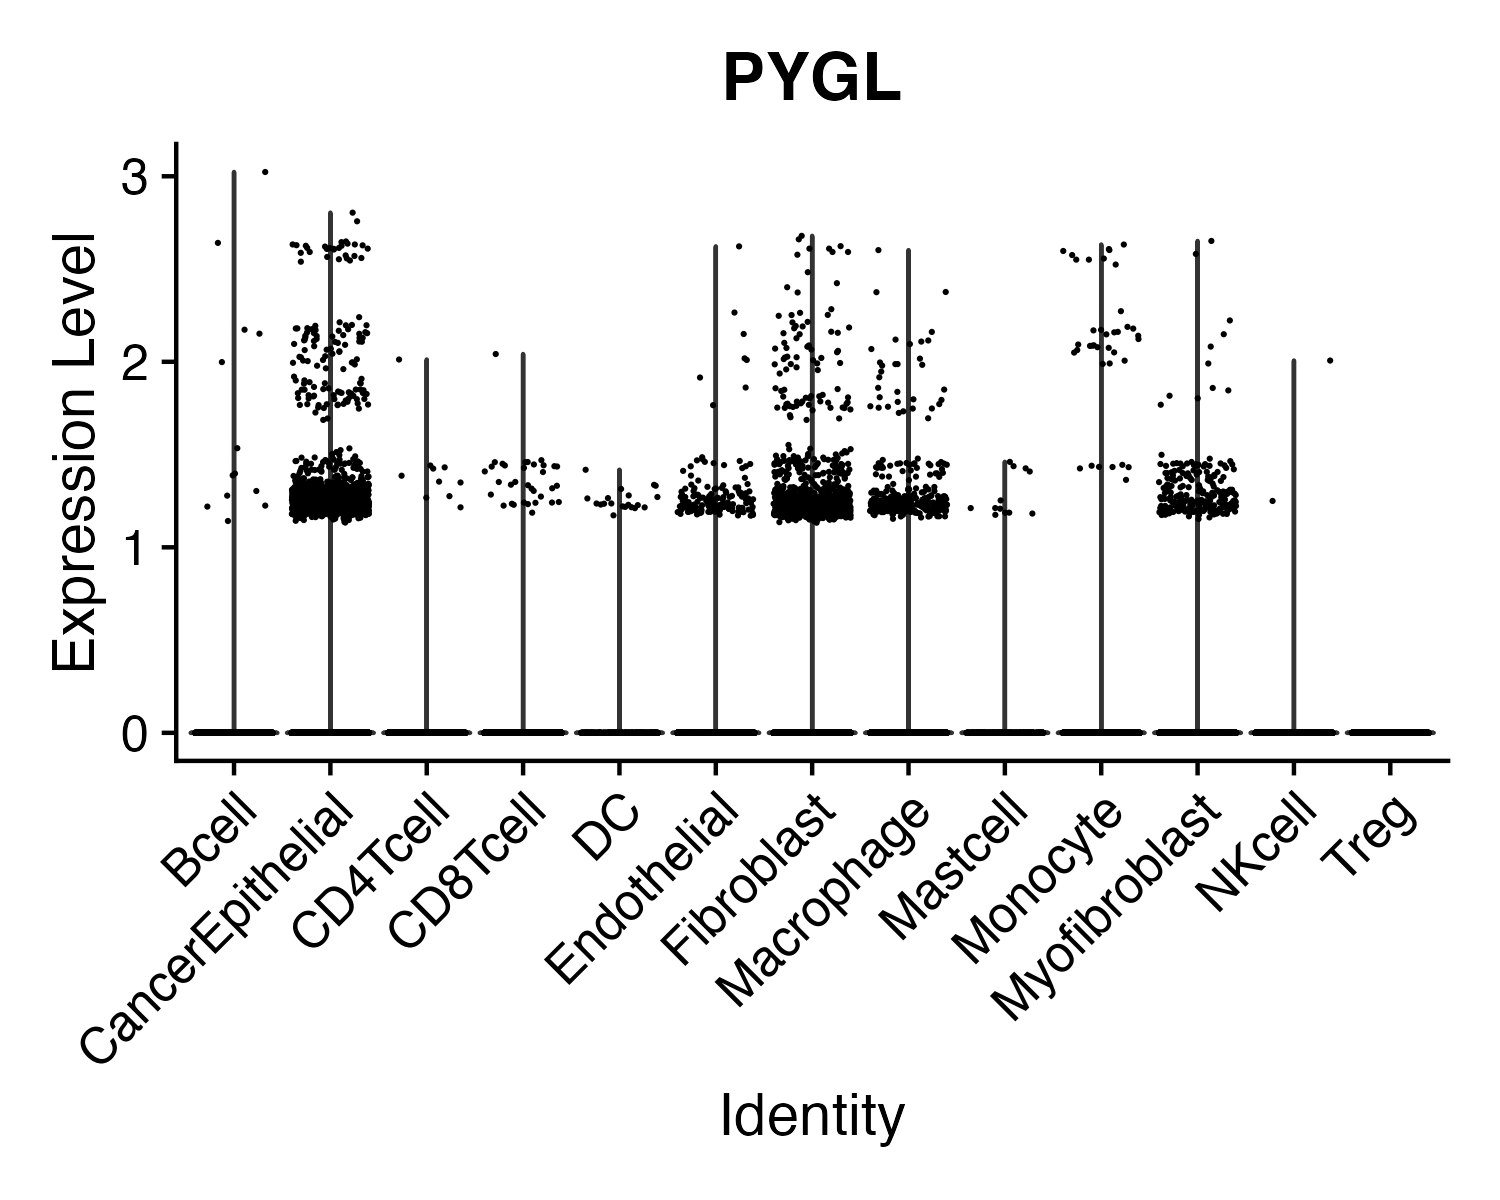 PYGL
Expression Level
3
2
1
0
Bcell
CancerEpithelial
CD4Tcell
CD8Tcell
DC
Endothelial
Fibroblast
Macrophage
Mastcell
Monocyte
Myofibroblast
NKcell
Treg
Identity